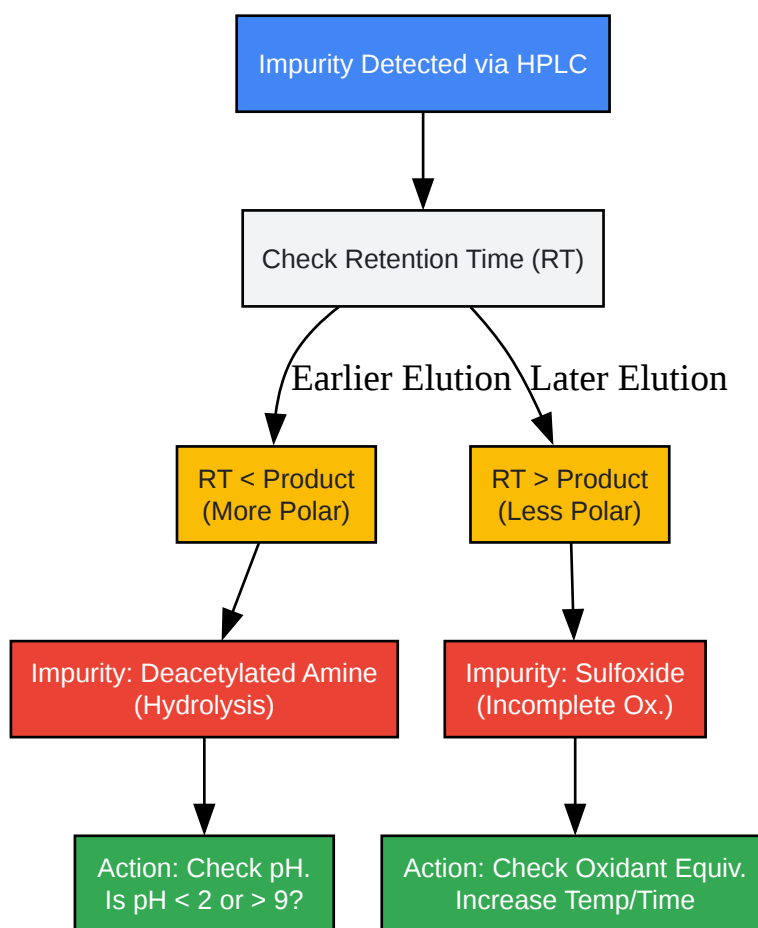 Impurity Detected via HPLC
Check Retention Time (RT)
Earlier Elution
Later Elution
RT < Product
(More Polar)
RT > Product
(Less Polar)
Impurity: Deacetylated Amine
(Hydrolysis)
Impurity: Sulfoxide
(Incomplete Ox.)
Action: Check pH.
Is pH < 2 or > 9?
Action: Check Oxidant Equiv.
Increase Temp/Time